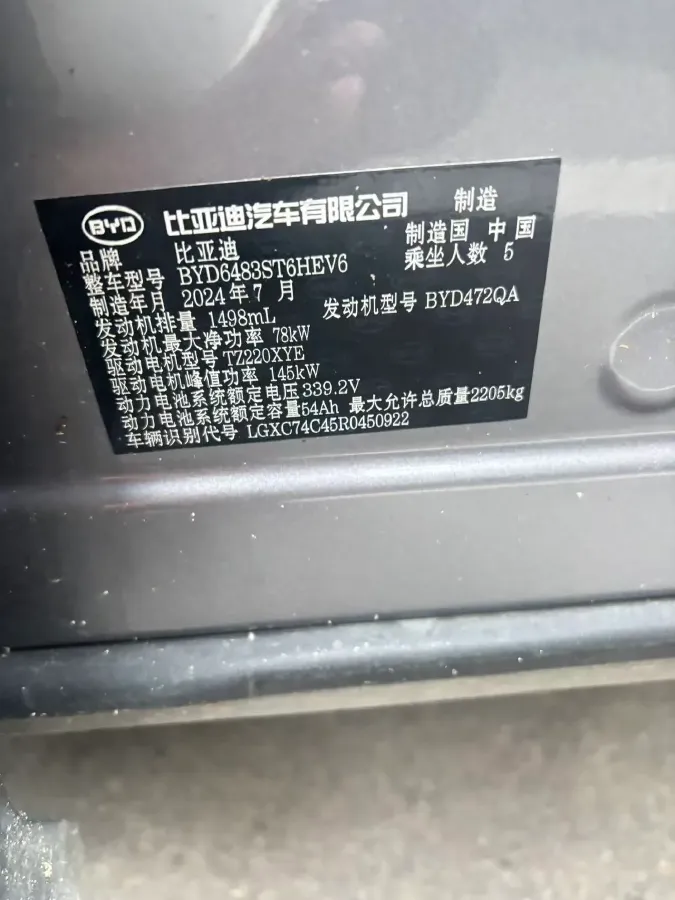 BYD 比亚迪汽车有限公司 制造
品牌 比亚迪 制造国 中国
整车型号 BYD6483ST6HEV6 乘坐人数 5
制造年月 2024年7月
发动机排量 1498mL 发动机型号 BYD472QA
发动机最大净功率 78kW
驱动电机型号 TZ220XYE
驱动电机峰值功率 145kW
动力电池系统额定电压339.2V
动力电池系统额定容量54Ah 最大允许总质量2205kg
车辆识别代号 LGXC74C45R0450922